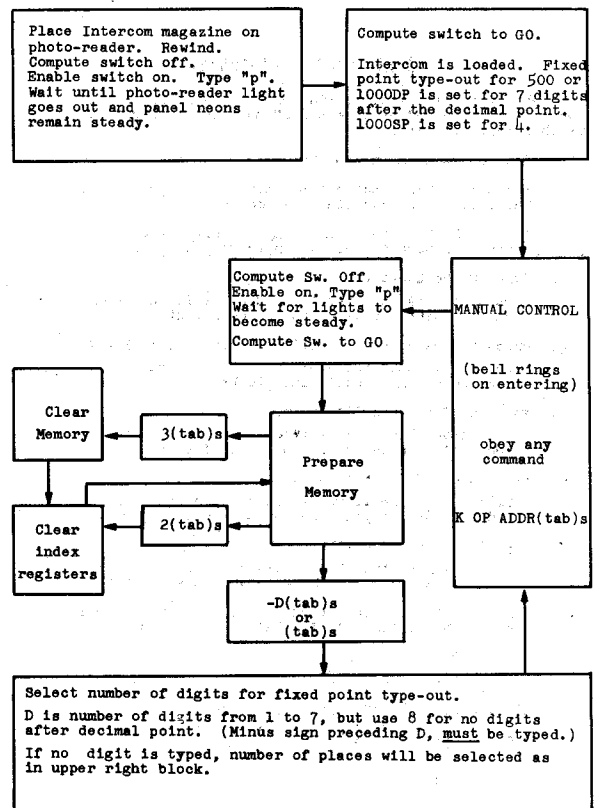 Place Intercom magazine on
photo-reader. Rewind.
Compute switch off.
Enable switch on. Type "p".
Wait until photo-reader light
goes out and panel neons
remain steady.
Compute switch to GO.
Intercom is loaded. Fixed
point type-out for 500 or
1000DP is set for 7 digits
after the decimal point.
1000SP is set for 4.
Compute Sw. Off
Enable on. Type "p"
Wait for lights to
become steady.
Compute Sw. to GO
MANUAL CONTROL
(bell rings
on entering)
obey any
command
K OP ADDR(tab)s
Clear
Memory
3(tab)s
Prepare
Memory
Clear
index
registers
2(tab)s
-D(tab)s
or
(tab)s
Select number of digits for fixed point type-out.
D is number of digits from 1 to 7, but use 8 for no digits
after decimal point. (Minus sign preceding D, must be typed.)
If no digit is typed, number of places will be selected as
in upper right block.